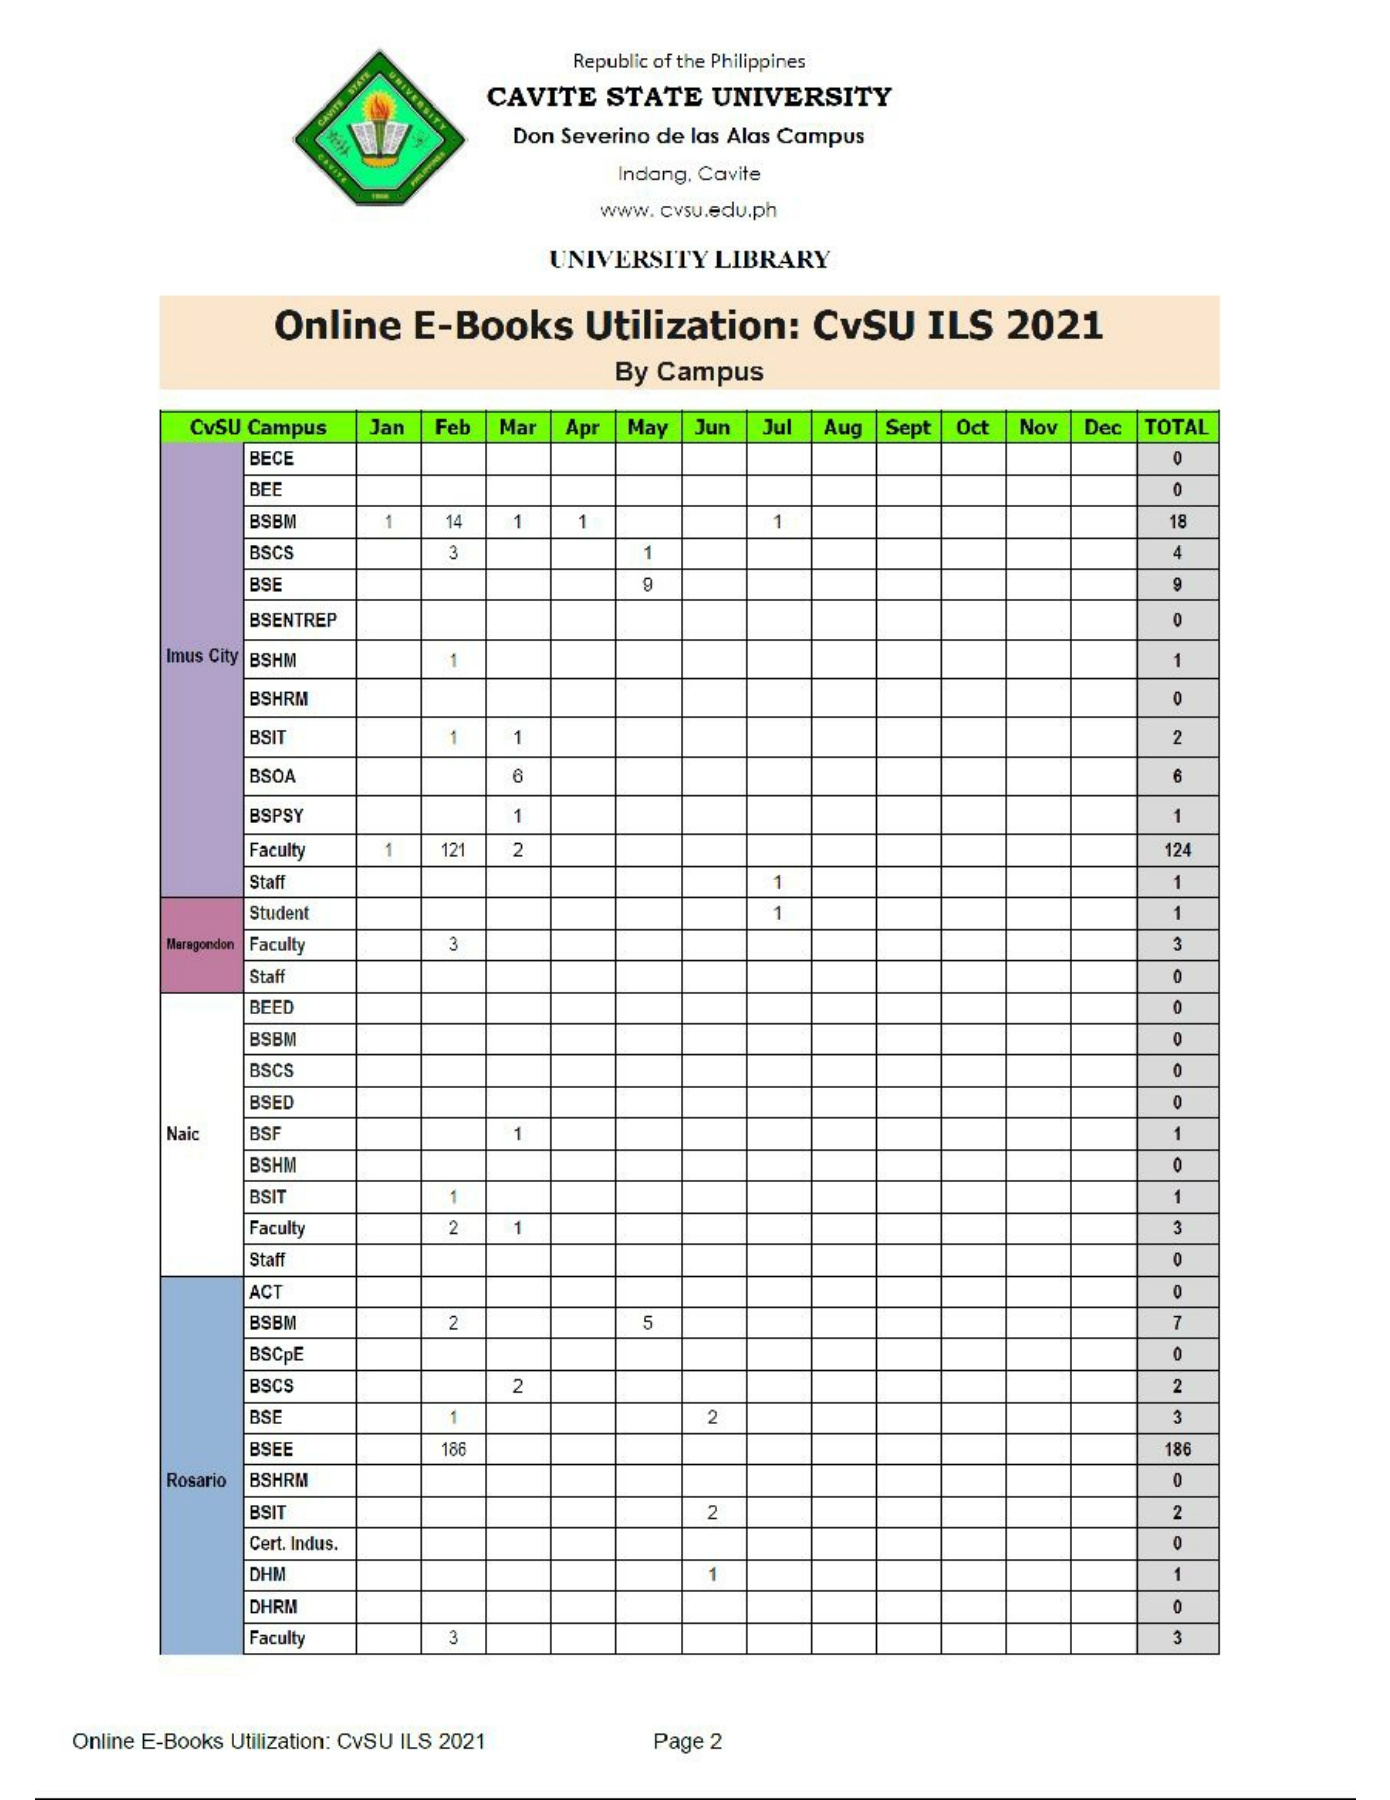 CAVITE STATE UNIVERSITY
CAVITE
PHILIPPINES
1906
Republic of the Philippines
CAVITE STATE UNIVERSITY
Don Severino de las Alas Campus
Indang, Cavite
www. cvsu.edu.ph
UNIVERSITY LIBRARY
Online E-Books Utilization: CvSU ILS 2021
By Campus
CvSU Campus Jan Feb Mar Apr May Jun Jul Aug Sept Oct Nov Dec TOTAL
Imus City
BECE 0
BEE 0
BSBM 1 14 1 1 1 18
BSCS 3 1 4
BSE 9 9
BSENTREP 0
BSHM 1 1
BSHRM 0
BSIT 1 1 2
BSOA 6 6
BSPSY 1 1
Faculty 1 121 2 124
Staff 1 1
Maragondon
Student 1 1
Faculty 3 3
Staff 0
Naic
BEED 0
BSBM 0
BSCS 0
BSED 0
BSF 1 1
BSHM 0
BSIT 1 1
Faculty 2 1 3
Staff 0
Rosario
ACT 0
BSBM 2 5 7
BSCpE 0
BSCS 2 2
BSE 1 2 3
BSEE 186 186
BSHRM 0
BSIT 2 2
Cert. Indus. 0
DHM 1 1
DHRM 0
Faculty 3 3
Online E-Books Utilization: CvSU ILS 2021 Page 2